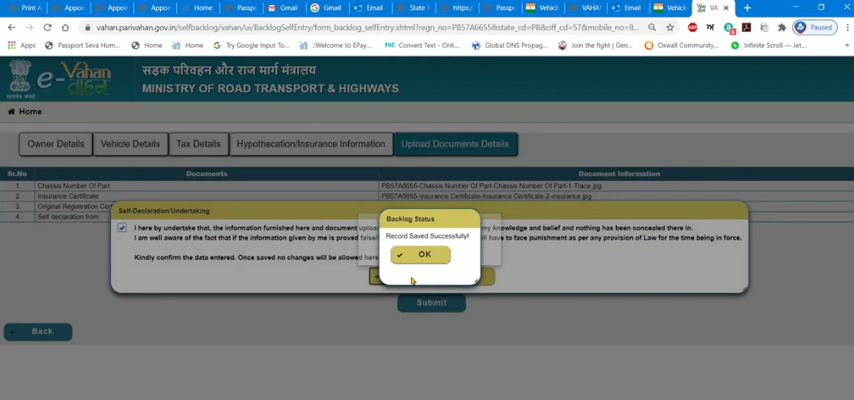 Print A
Appoi
Appoi
Home
Passp
Gmail
Gmail
Email
State T
https:/
Passp
Vehicl
VAHA
Email
Vehicl
VA
vahan.parivahan.gov.in/selfbacklog/vahan/ui/BacklogSelfEntry/form_backlog_selfEntry.xhtml?regn_no=PB57A6655&state_cd=PB&off_cd=57&mobile_no=8...
Paused
Apps
Passport Seva Home...
Home
Try Google Input To...
::Welcome to EPay...
Convert Text - Onlin...
Global DNS Propag...
Join the fight | Gen...
Oxwall Community...
Infinite Scroll — Jet...
e-Vahan
वाहन
सड़क परिवहन और राज मार्ग मंत्रालय
MINISTRY OF ROAD TRANSPORT & HIGHWAYS
Home
Owner Details
Vehicle Details
Tax Details
Hypothecation/Insurance Information
Upload Documents Details
Sr.No Documents Document Information
1 Chassis Number Of Part PB57A6655-Chassis Number Of Part-Chassis Number Of Part-1-Trace.jpg
2. Insurance Certificate PB57A6655-Insurance Certificate-Insurance Certificate-2-insurance.jpg
3. Original Registration Cert
4. Self declaration from
Self-Declaration/Undertaking
I here by undertake that, the information furnished here and document uploa my knowledge and belief and nothing has been concealed there in.
I am well aware of the fact that if the information given by me is proved false/ ill have to face punishment as per any provision of Law for the time being in force.
Kindly confirm the data entered. Once saved no changes will be allowed here
Backlog Status
Record Saved Successfully!
OK
Submit
Back